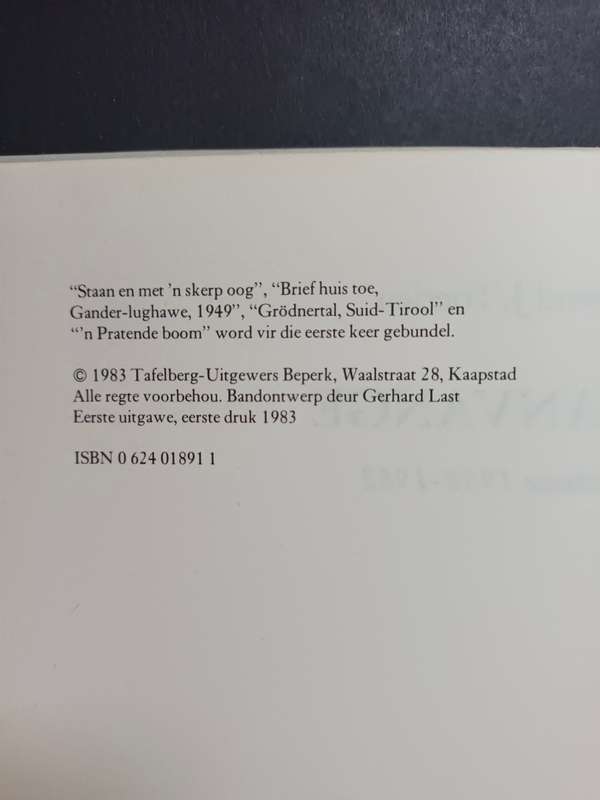 “Staan en met ’n skerp oog”, “Brief huis toe,
Gander-lughawe, 1949”, “Grödnertal, Suid-Tirool” en
“’n Pratende boom” word vir die eerste keer gebundel.
© 1983 Tafelberg-Uitgewers Beperk, Waalstraat 28, Kaapstad
Alle regte voorbehou. Bandontwerp deur Gerhard Last
Eerste uitgawe, eerste druk 1983
ISBN 0 624 01891 1